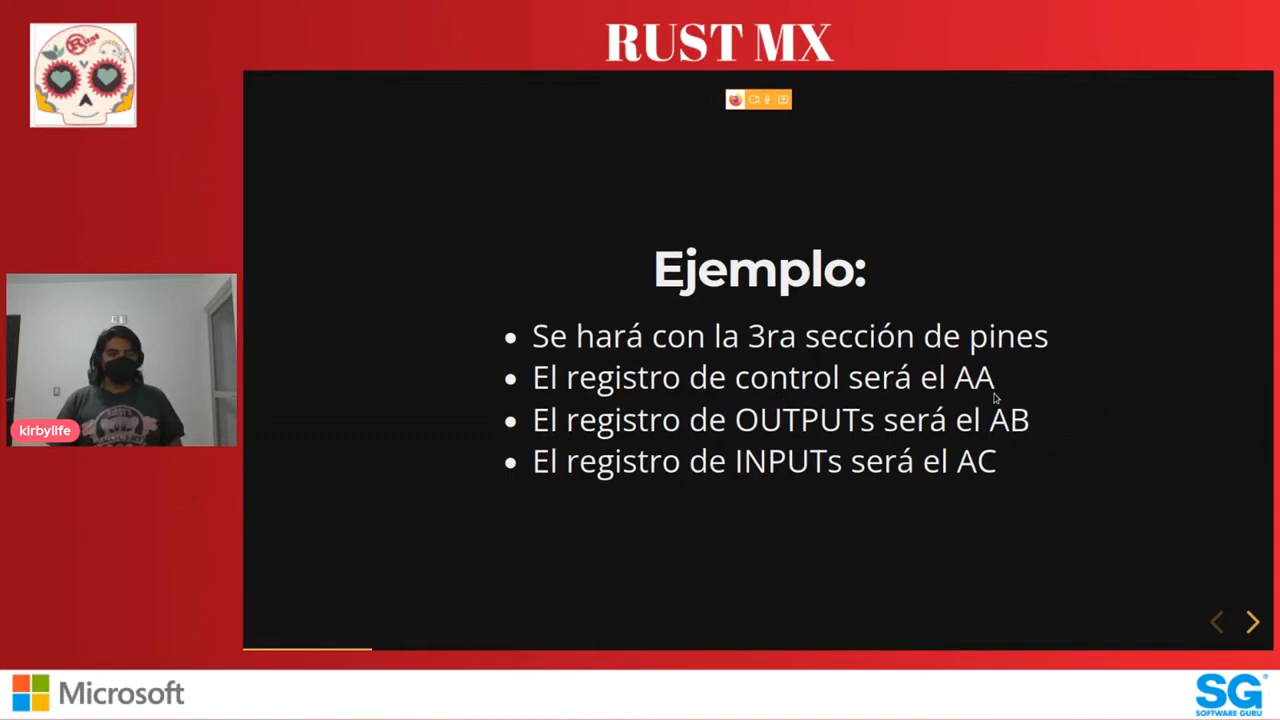 RUST MX
Rust
Ejemplo:
• Se hará con la 3ra sección de pines
• El registro de control será el AA
• El registro de OUTPUTs será el AB
• El registro de INPUTs será el AC
kirbylife
Microsoft
SG
SOFTWARE GURU